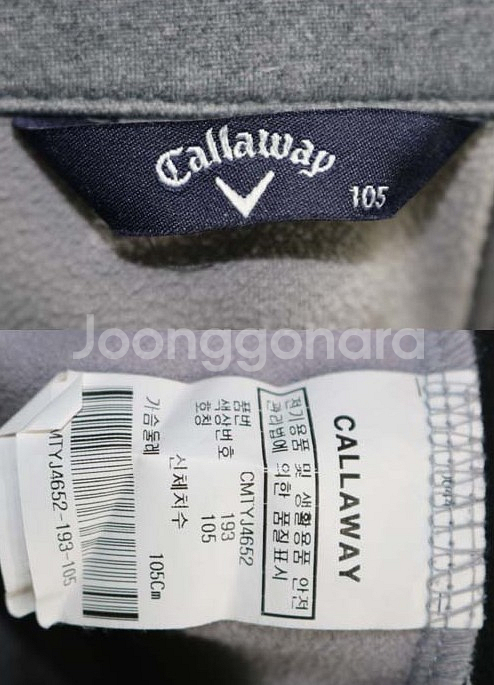 Callaway
105
Joonggonara
CALLAWAY
전기용품 및 생활용품 안전
관리법에 의한 품질표시
품번 CMTYJ4652
색상번호 193
호칭 105
신체치수
가슴둘레 105Cm
MTYJ4652-193-105